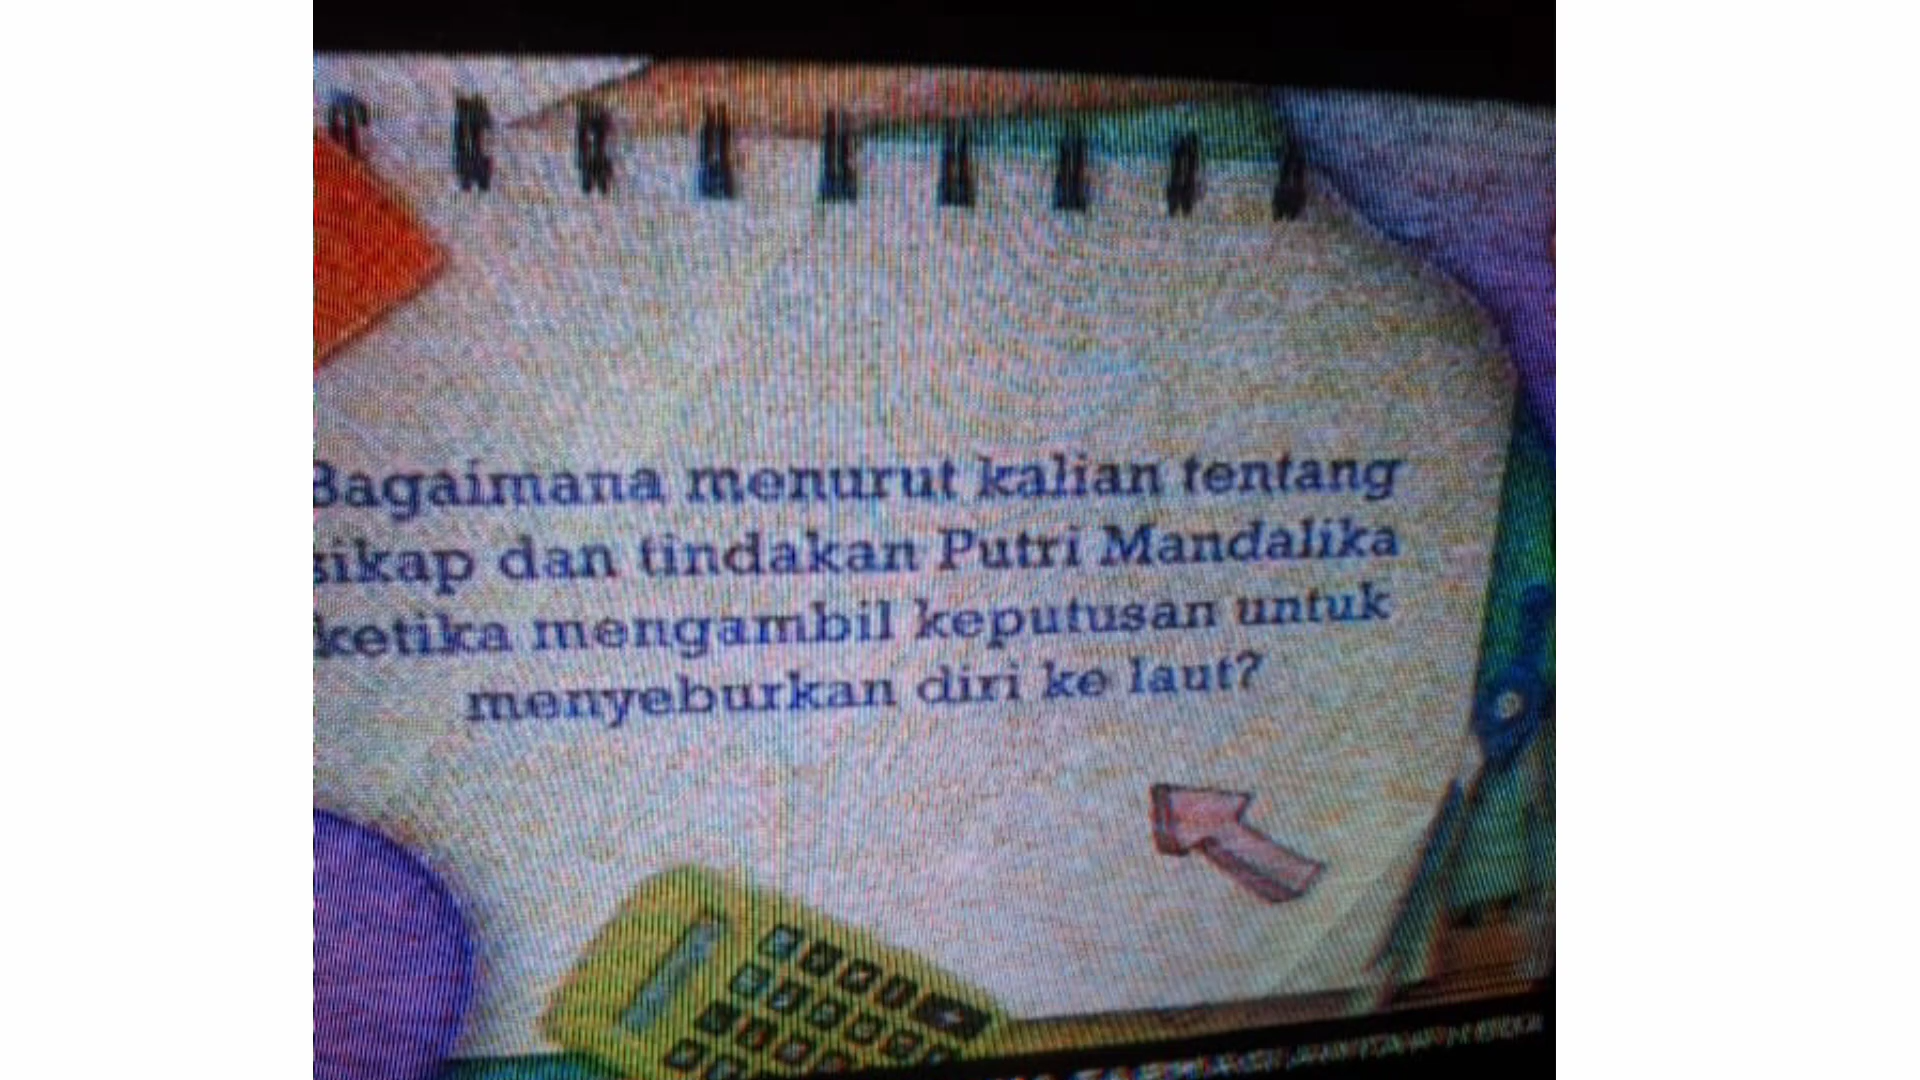 Bagaimana menurut kalian tentang
sikap dan tindakan Putri Mandalika
ketika mengambil keputusan untuk
menyeburkan diri ke laut?